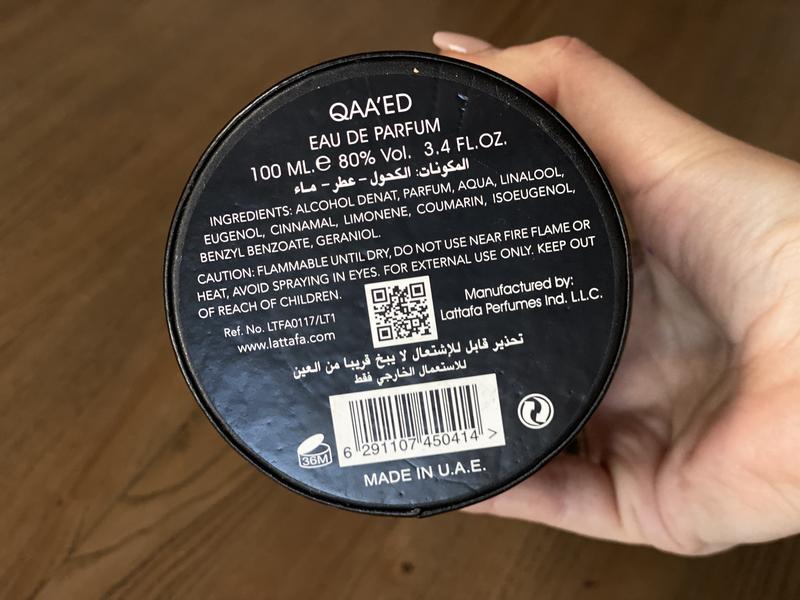 QAA'ED
EAU DE PARFUM
100 ML. ℮ 80% Vol. 3.4 FL.OZ.
المكونات: الكحول - عطر - ماء
INGREDIENTS: ALCOHOL DENAT, PARFUM, AQUA, LINALOOL,
EUGENOL, CINNAMAL, LIMONENE, COUMARIN, ISOEUGENOL,
BENZYL BENZOATE, GERANIOL.
CAUTION: FLAMMABLE UNTIL DRY, DO NOT USE NEAR FIRE FLAME OR
HEAT, AVOID SPRAYING IN EYES. FOR EXTERNAL USE ONLY. KEEP OUT
OF REACH OF CHILDREN.
Ref. No. LTFA0117/LT1
www.lattafa.com
Manufactured by:
Lattafa Perfumes Ind. L.L.C.
تحذير قابل للإشتعال لا يبخ قريبا من العين
للاستعمال الخارجي فقط
36M
6 291107 450414 >
MADE IN U.A.E.